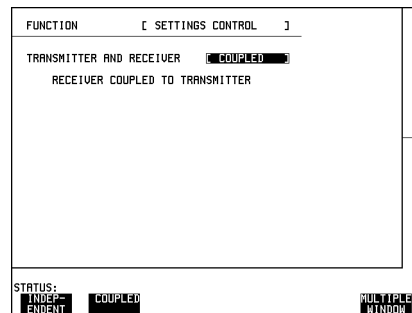 FUNCTION [ SETTINGS CONTROL ]
TRANSMITTER AND RECEIVER [ COUPLED ]
RECEIVER COUPLED TO TRANSMITTER
STATUS:
INDEP-
ENDENT
COUPLED
MULTIPLE
WINDOW